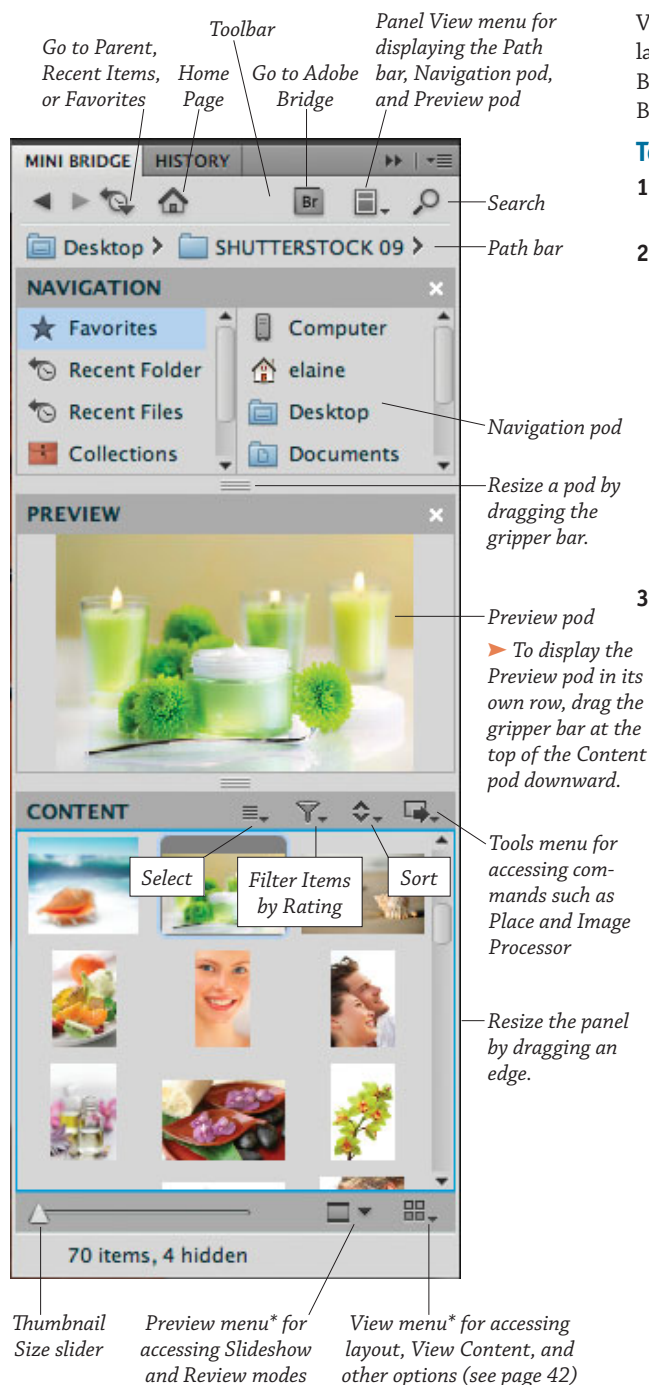 Go to Parent,
Recent Items,
or Favorites
Home
Page
Toolbar
Go to Adobe
Bridge
Panel View menu for
displaying the Path
bar, Navigation pod,
and Preview pod
MINI BRIDGE HISTORY
Br
Search
Desktop SHUTTERSTOCK 09
Path bar
NAVIGATION
Favorites
Recent Folder
Recent Files
Collections
Computer
elaine
Desktop
Documents
Navigation pod
Resize a pod by
dragging the
gripper bar.
PREVIEW
Preview pod
➤ To display the
Preview pod in its
own row, drag the
gripper bar at the
top of the Content
pod downward.
CONTENT
Select
Filter Items
by Rating
Sort
Tools menu for
accessing com-
mands such as
Place and Image
Processor
Resize the panel
by dragging an
edge.
70 items, 4 hidden
Thumbnail
Size slider
Preview menu* for
accessing Slideshow
and Review modes
View menu* for accessing
layout, View Content, and
other options (see page 42)
1
2
3